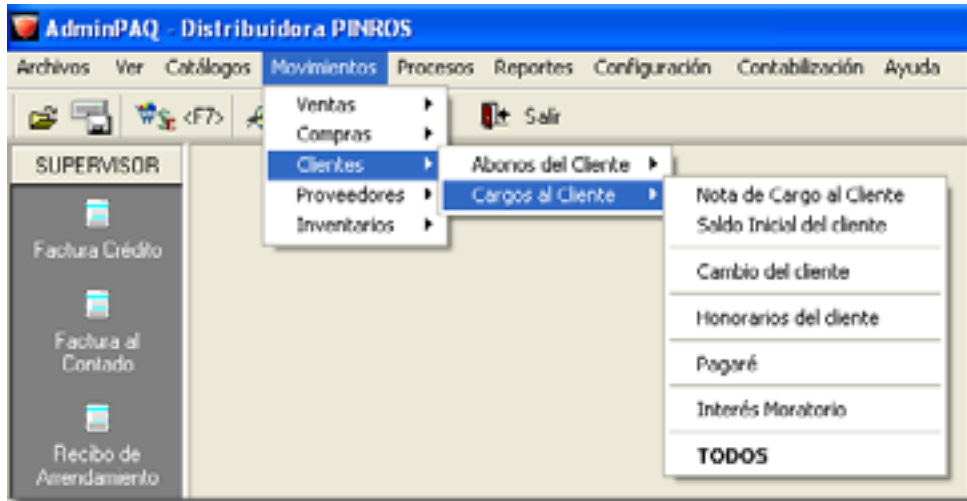 AdminPAQ - Distribuidora PINROS
Archivos Ver Catálogos Movimientos Procesos Reportes Configuración Contabilización Ayuda
<F7> Salir
Ventas
Compras
Clientes
Proveedores
Inventarios
Abonos del Cliente
Cargos al Cliente
Nota de Cargo al Cliente
Saldo Inicial del cliente
Cambio del cliente
Honorarios del cliente
Pagaré
Interés Moratorio
TODOS
SUPERVISOR
Factura Crédito
Factura al
Contado
Recibo de
Arrendamiento